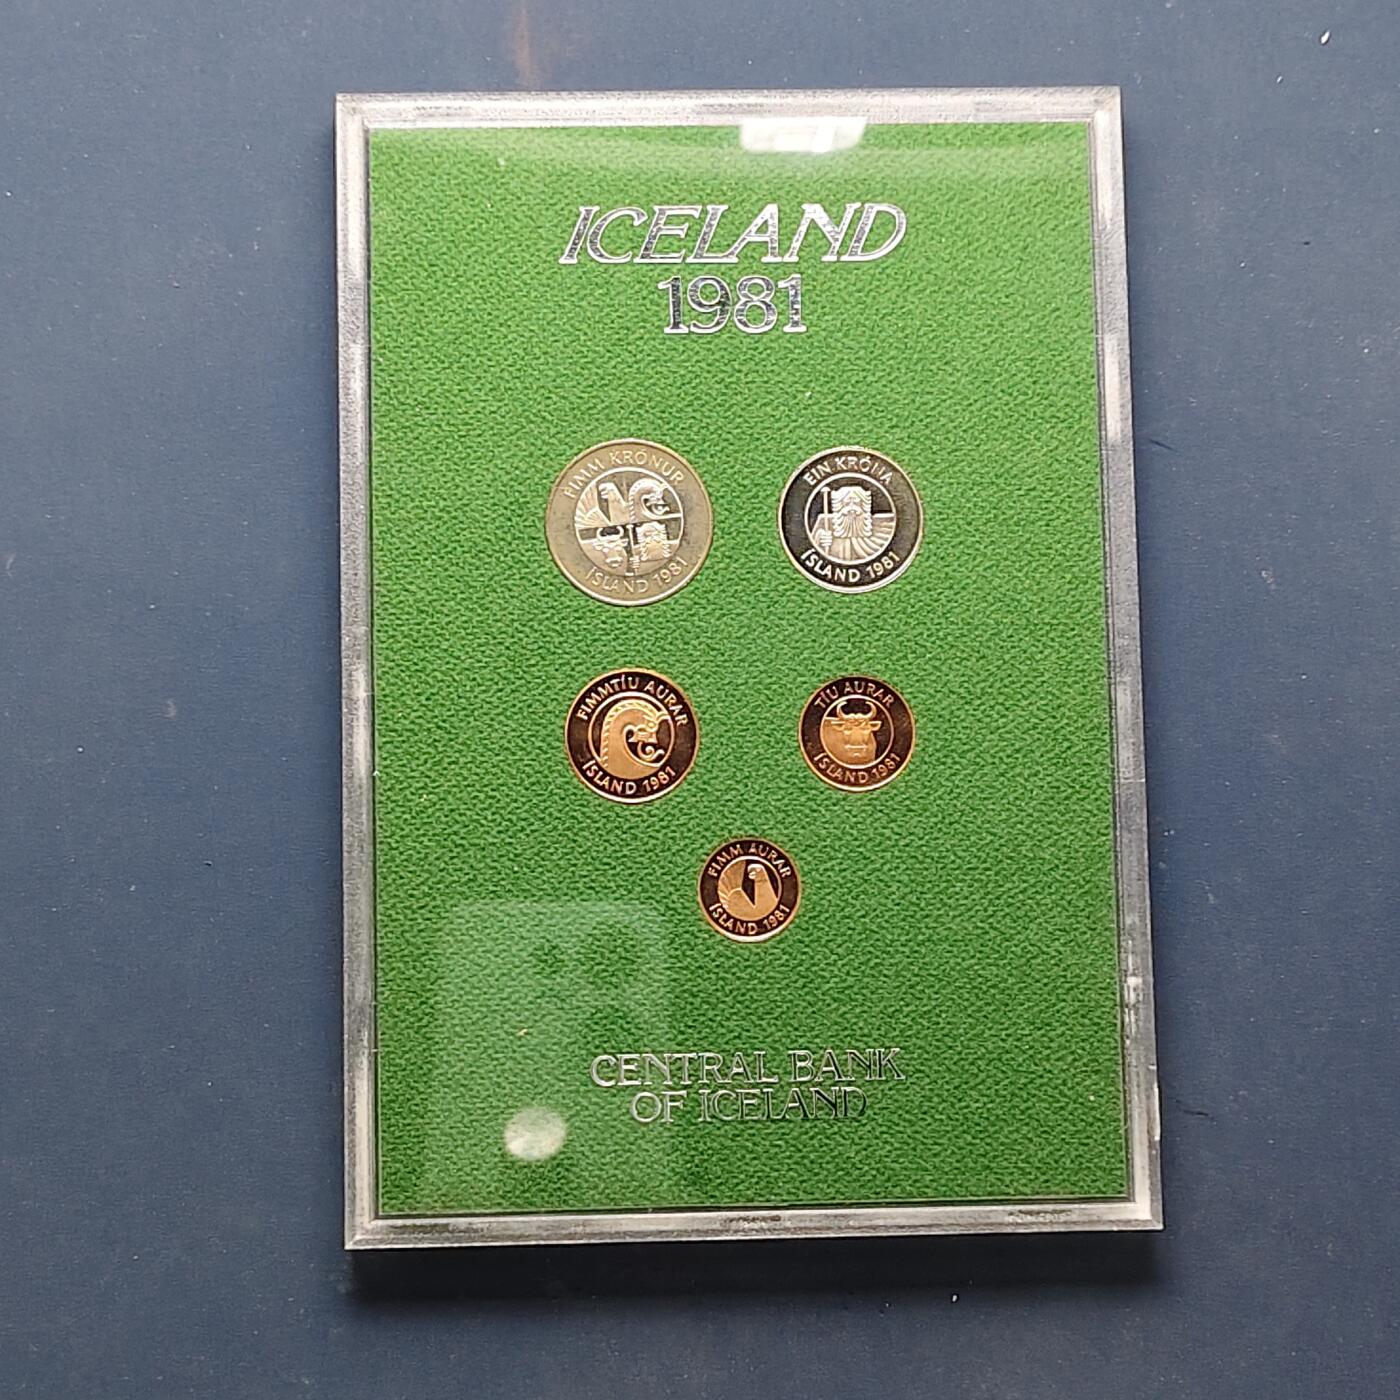 ICELAND
1981
FIMM KRÓNUR
ÍSLAND 1981
EIN KRÓNA
ÍSLAND 1981
FIMMTÍU AURAR
ÍSLAND 1981
TÍU AURAR
ÍSLAND 1981
FIMM AURAR
ÍSLAND 1981
CENTRAL BANK
OF ICELAND